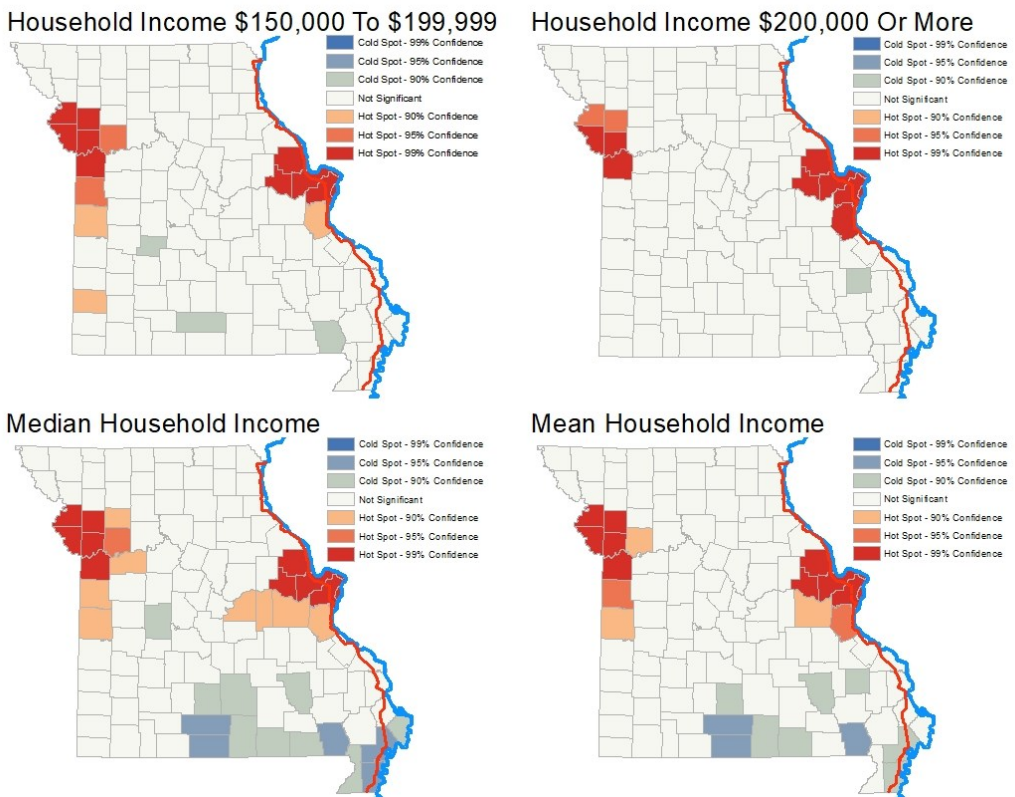 Household Income $150,000 To $199,999
Cold Spot - 99% Confidence
Cold Spot - 95% Confidence
Cold Spot - 90% Confidence
Not Significant
Hot Spot - 90% Confidence
Hot Spot - 95% Confidence
Hot Spot - 99% Confidence
Household Income $200,000 Or More
Cold Spot - 99% Confidence
Cold Spot - 95% Confidence
Cold Spot - 90% Confidence
Not Significant
Hot Spot - 90% Confidence
Hot Spot - 95% Confidence
Hot Spot - 99% Confidence
Median Household Income
Cold Spot - 99% Confidence
Cold Spot - 95% Confidence
Cold Spot - 90% Confidence
Not Significant
Hot Spot - 90% Confidence
Hot Spot - 95% Confidence
Hot Spot - 99% Confidence
Mean Household Income
Cold Spot - 99% Confidence
Cold Spot - 95% Confidence
Cold Spot - 90% Confidence
Not Significant
Hot Spot - 90% Confidence
Hot Spot - 95% Confidence
Hot Spot - 99% Confidence